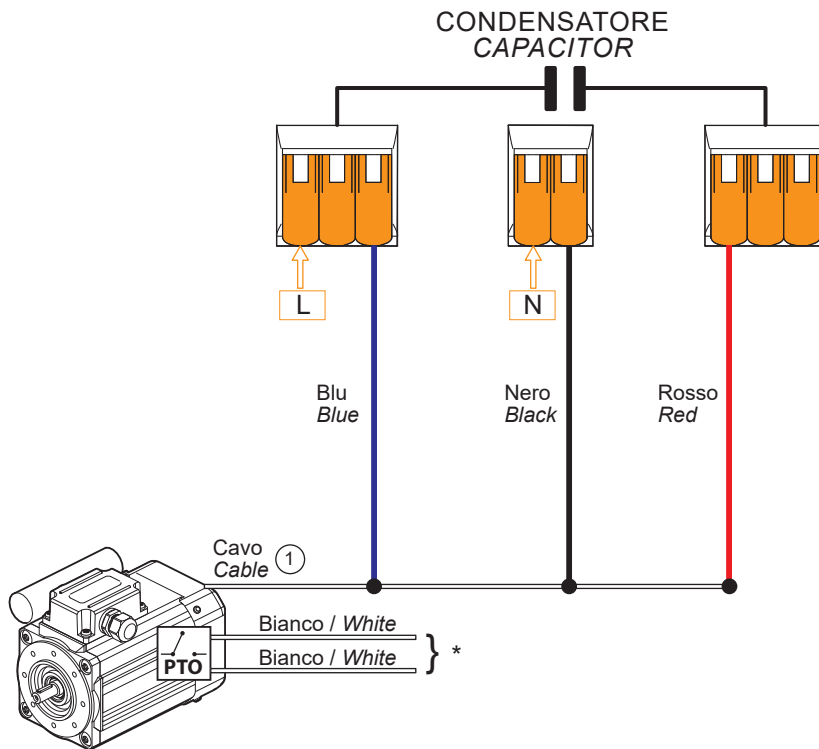 CONDENSATORE
CAPACITOR
L
N
Blu
Blue
Nero
Black
Rosso
Red
Cavo
Cable 1
Bianco / White
Bianco / White
} *
PTO